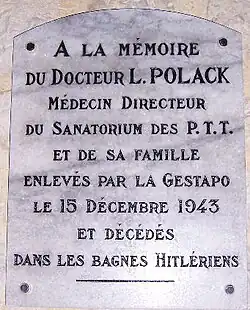 A LA MÉMOIRE
DU DOCTEUR L. POLACK
MÉDECIN DIRECTEUR
DU SANATORIUM DES P.T.T.
ET DE SA FAMILLE
ENLEVÉS PAR LA GESTAPO
LE 15 DÉCEMBRE 1943
ET DÉCÉDÉS
DANS LES BAGNES HITLÉRIENS